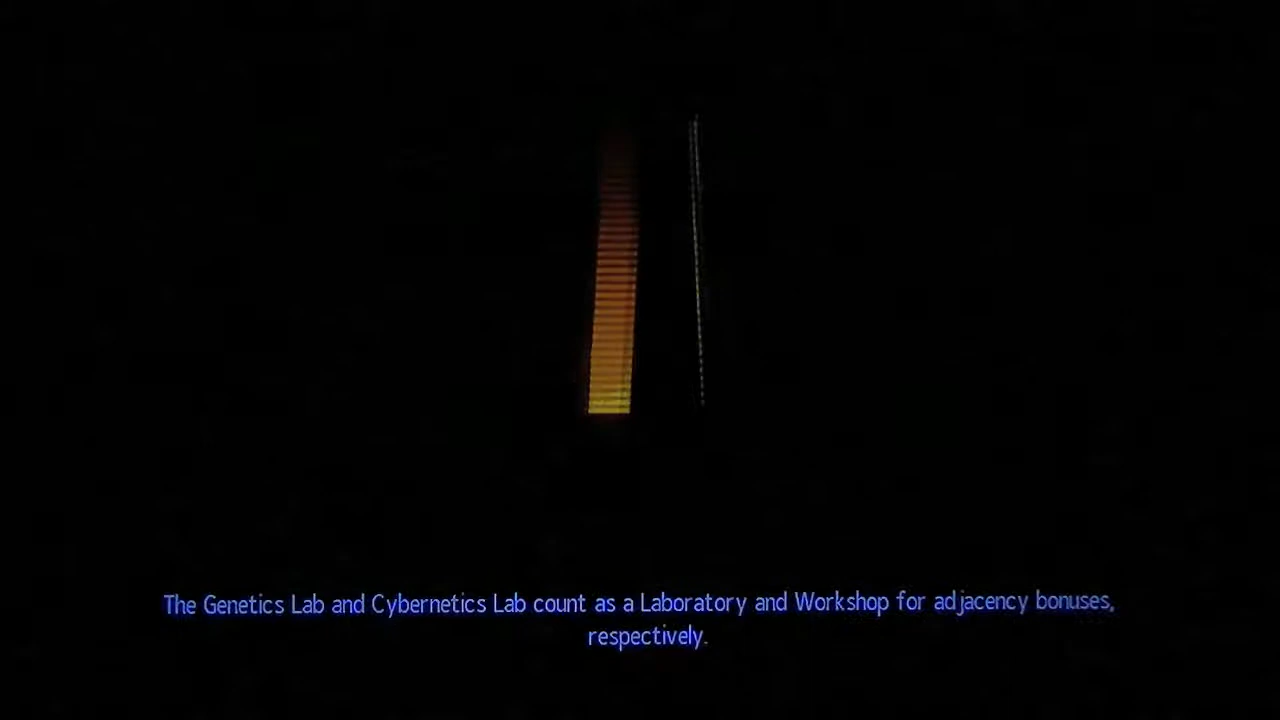 The Genetics Lab and Cybernetics Lab count as a Laboratory and Workshop for adjacency bonuses,
respectively.